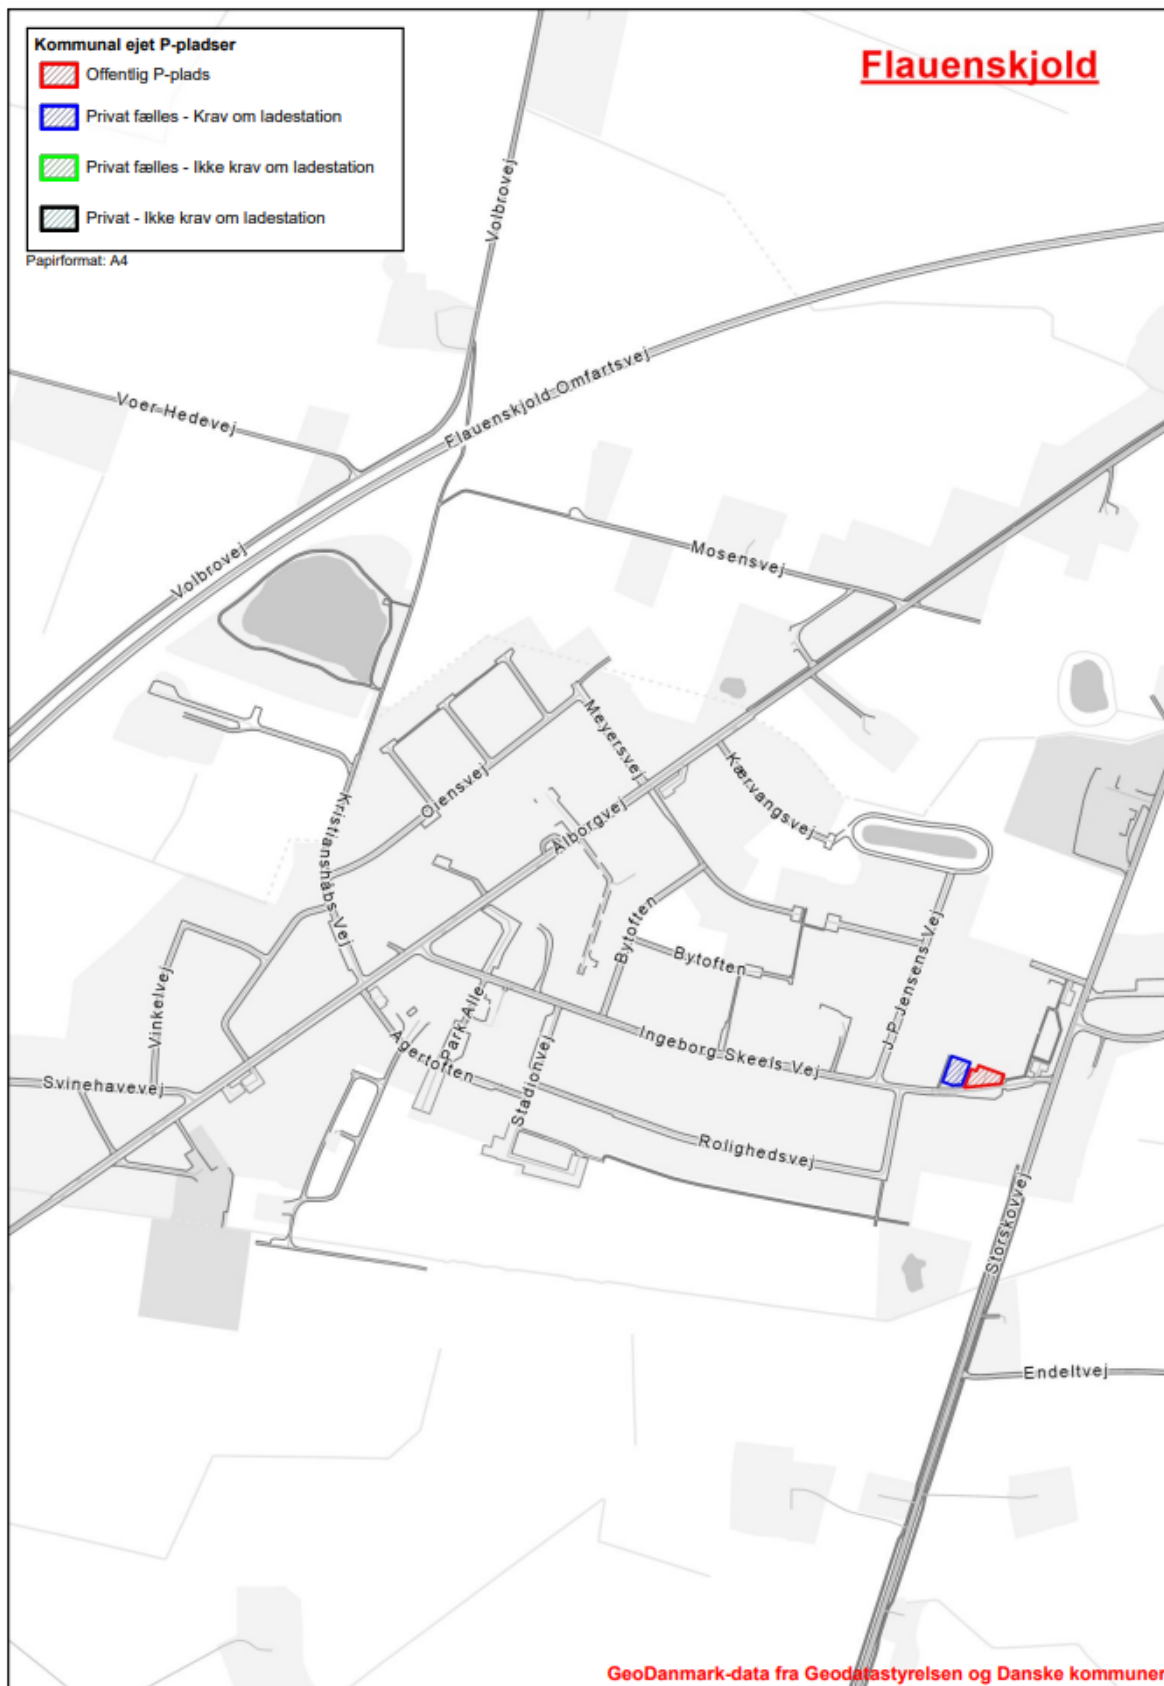 Kommunal ejet P-pladser
Offentlig P-plads
Privat fælles - Krav om ladestation
Privat fælles - Ikke krav om ladestation
Privat - Ikke krav om ladestation
Papirformat: A4
Flauenskjold
Volbrovej
Flauenskjold Omfartsvej
Voer Hedevej
Volbrovej
Mosensvej
Meyersvej
Kærvangsvej
Olensvej
Kristianshåbs Vej
Ålborgvej
Bytoften
Bytoften
J P Jensens Vej
Vinkelvej
Park Alle
Ingeborg Skeels Vej
Agertoften
Stadionvej
Svinehavevej
Rolighedsvej
Storskovvej
Endeltvej
GeoDanmark-data fra Geodatastyrelsen og Danske kommuner